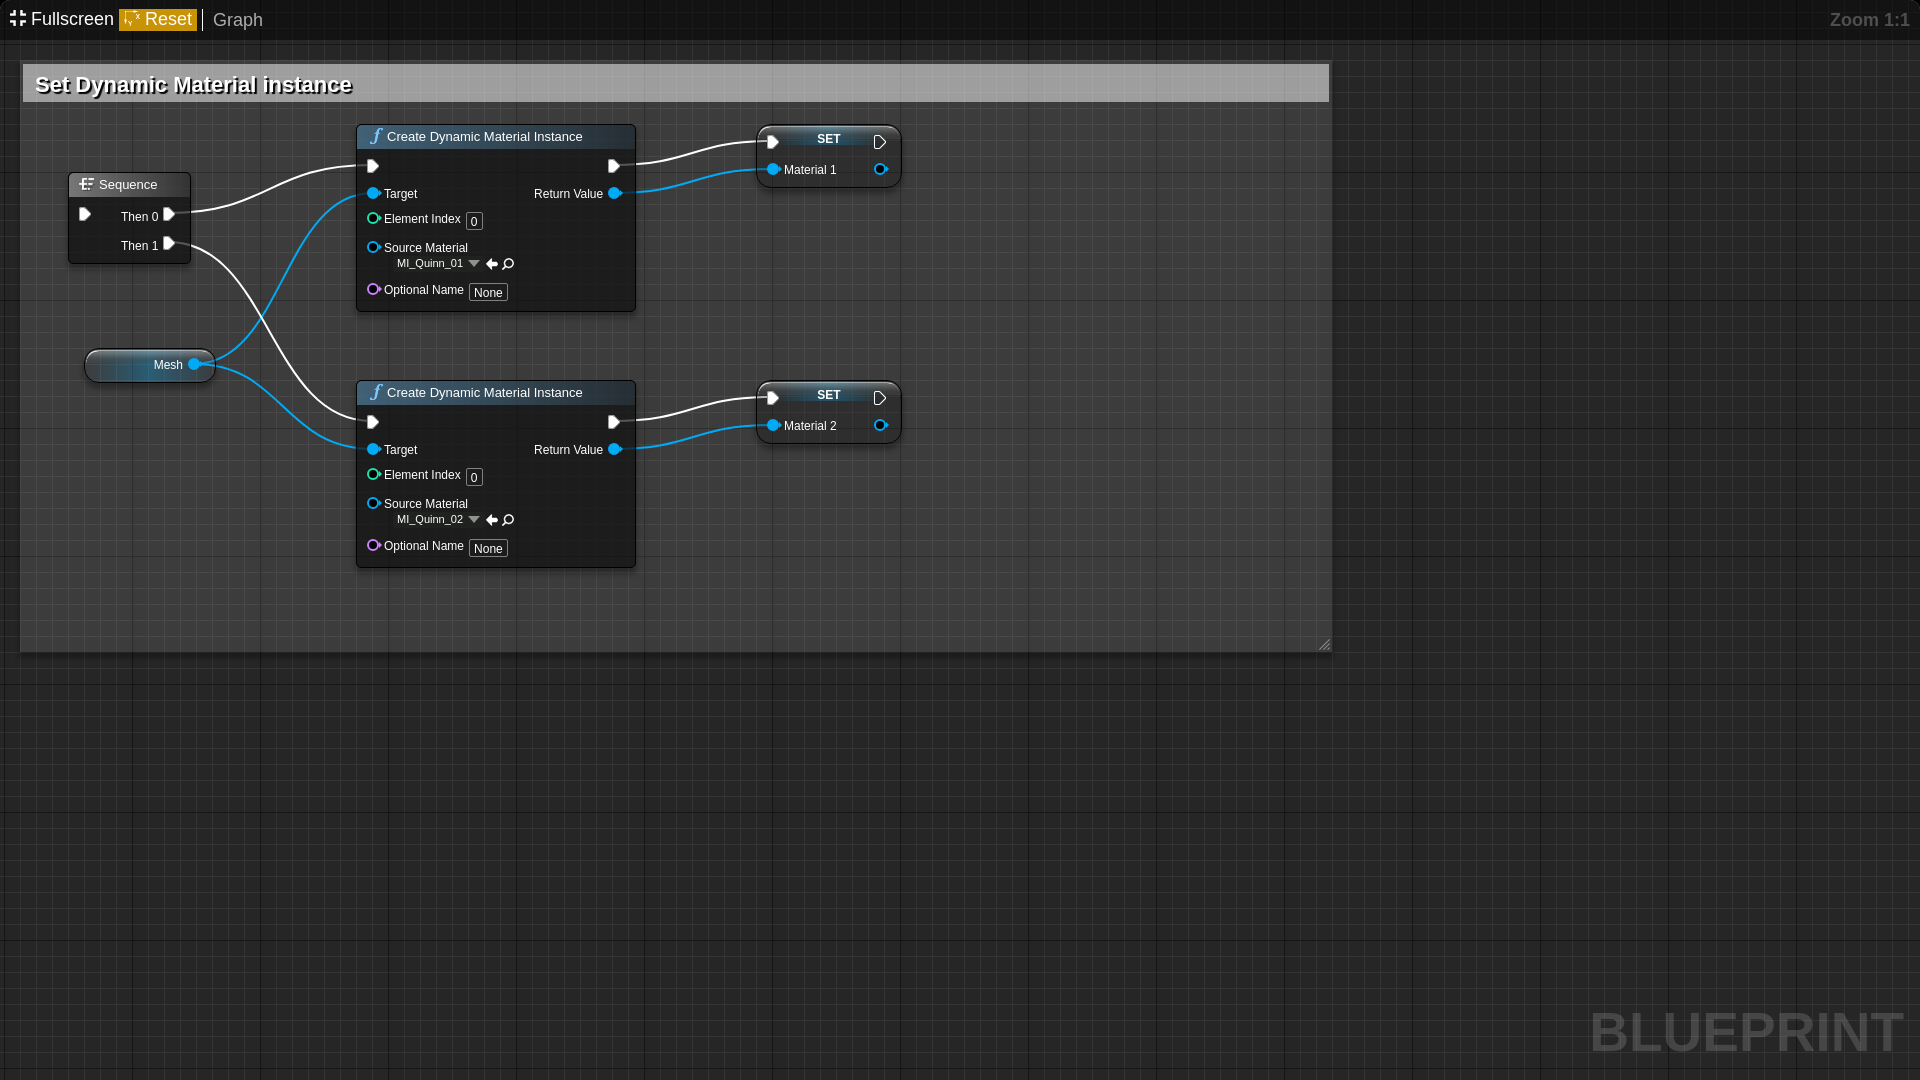 Fullscreen Reset Graph Zoom 1:1
Set Dynamic Material instance
Sequence
Then 0
Then 1
Mesh
Create Dynamic Material Instance
Target Return Value
Element Index 0
Source Material
MI_Quinn_01
Optional Name None
SET
Material 1
Create Dynamic Material Instance
Target Return Value
Element Index 0
Source Material
MI_Quinn_02
Optional Name None
SET
Material 2
BLUEPRINT